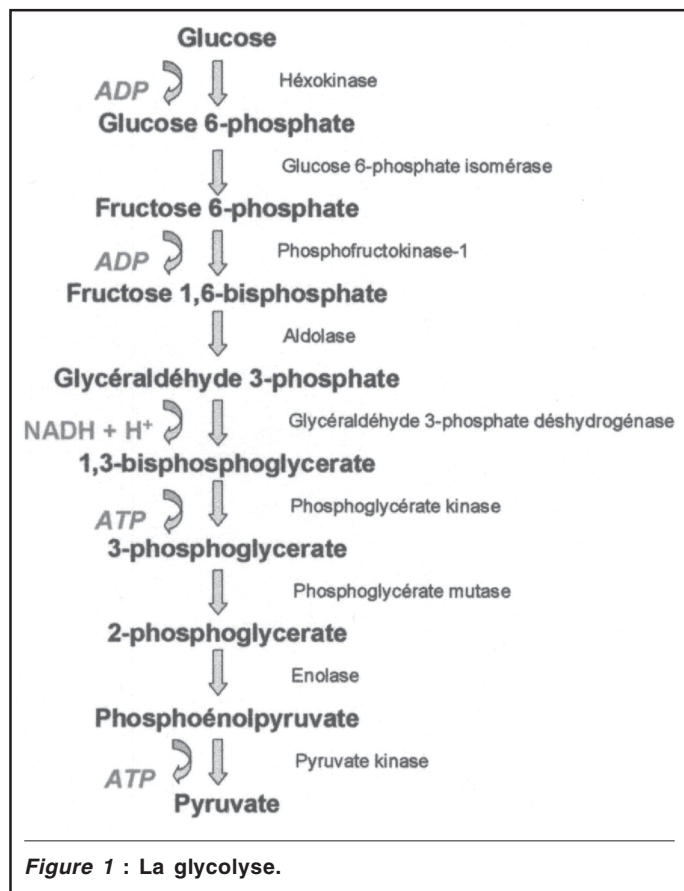 Glucose
ADP Héxokinase
Glucose 6-phosphate
Glucose 6-phosphate isomérase
Fructose 6-phosphate
ADP Phosphofructokinase-1
Fructose 1,6-bisphosphate
Aldolase
Glycéraldéhyde 3-phosphate
NADH + H⁺ Glycéraldéhyde 3-phosphate déshydrogénase
1,3-bisphosphoglycerate
ATP Phosphoglycérate kinase
3-phosphoglycerate
Phosphoglycérate mutase
2-phosphoglycerate
Enolase
Phosphoénolpyruvate
ATP Pyruvate kinase
Pyruvate
Figure 1 : La glycolyse.